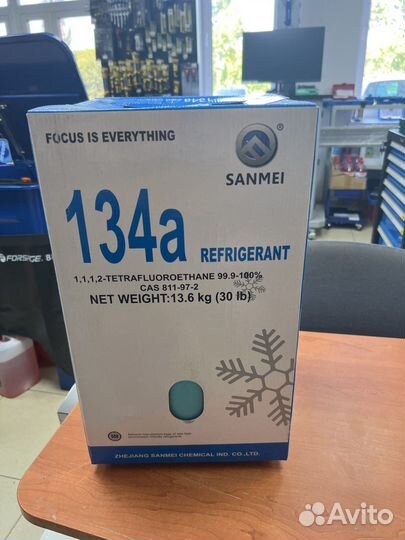 FOCUS IS EVERYTHING
®
SANMEI
134a REFRIGERANT
1,1,1,2-TETRAFLUOROETHANE 99.9-100%
CAS 811-97-2
NET WEIGHT:13.6 kg (30 lb)
ZHEJIANG SANMEI CHEMICAL IND. CO.,LTD.
FORSAGE
Avito